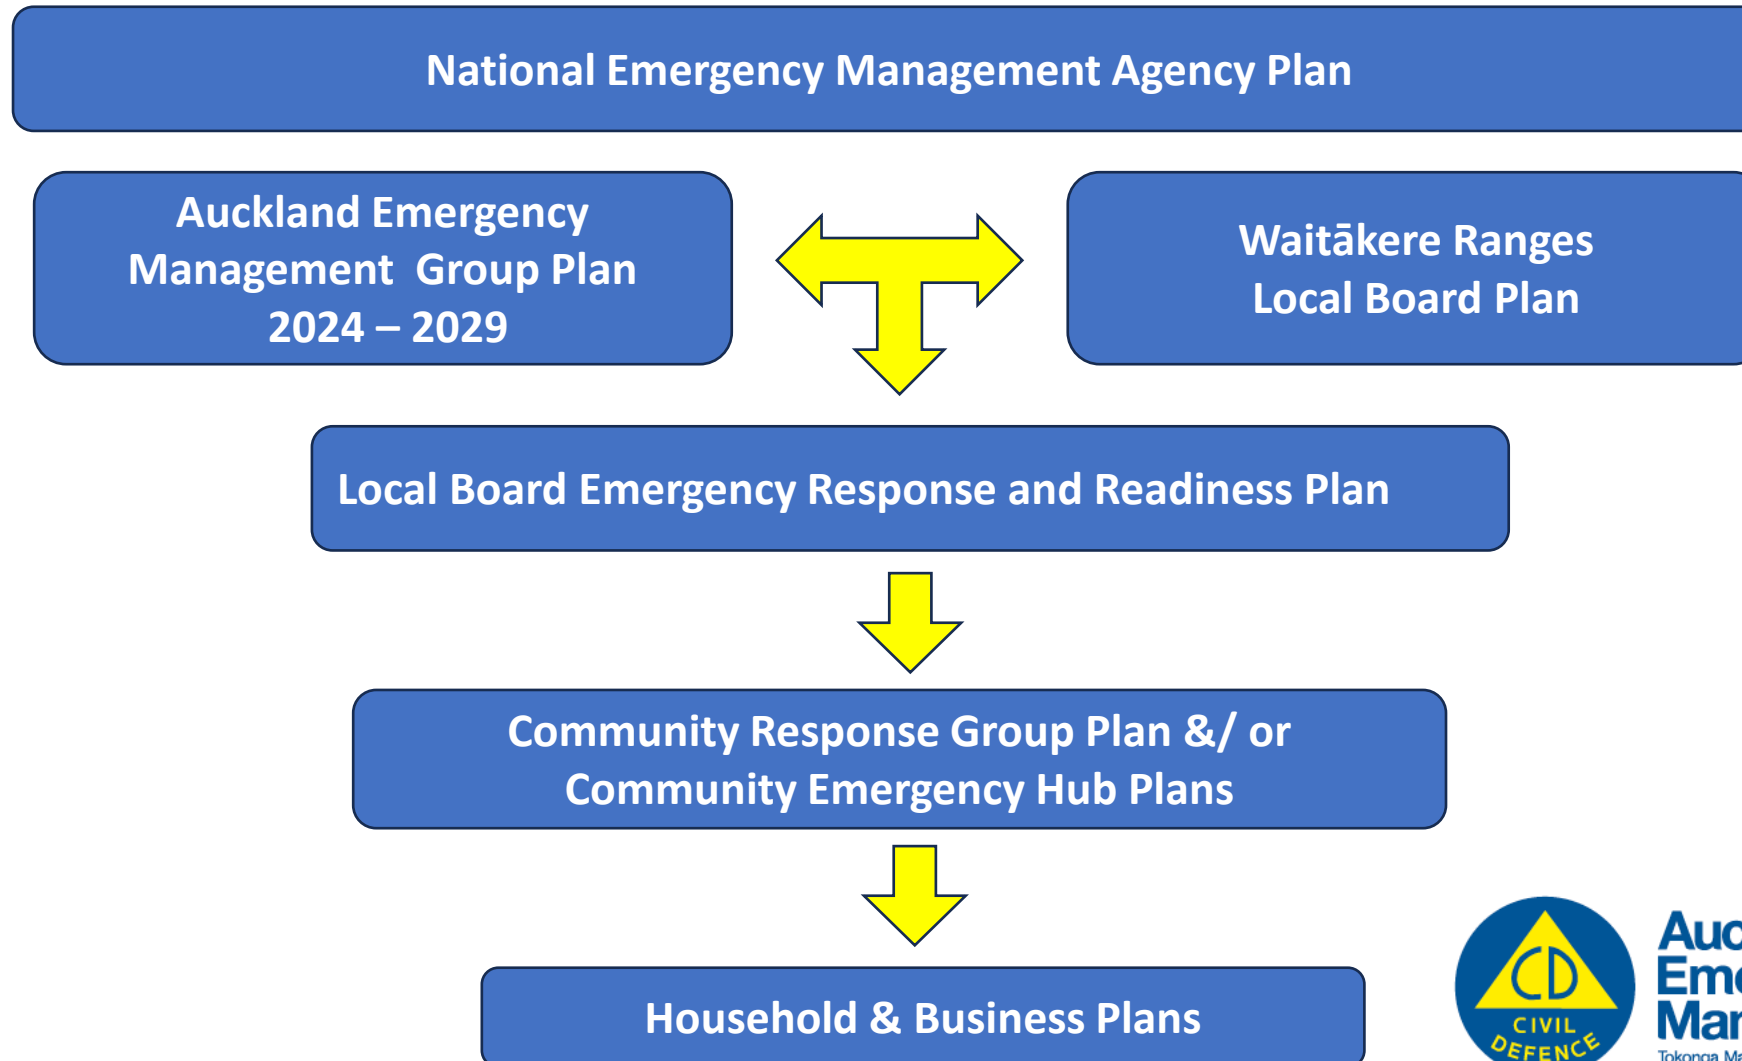 National Emergency Management Agency Plan
Auckland Emergency
Management Group Plan
2024 – 2029
Waitākere Ranges
Local Board Plan
Local Board Emergency Response and Readiness Plan
Community Response Group Plan &/ or
Community Emergency Hub Plans
Household & Business Plans
CD
CIVIL
DEFENCE
Tokonga